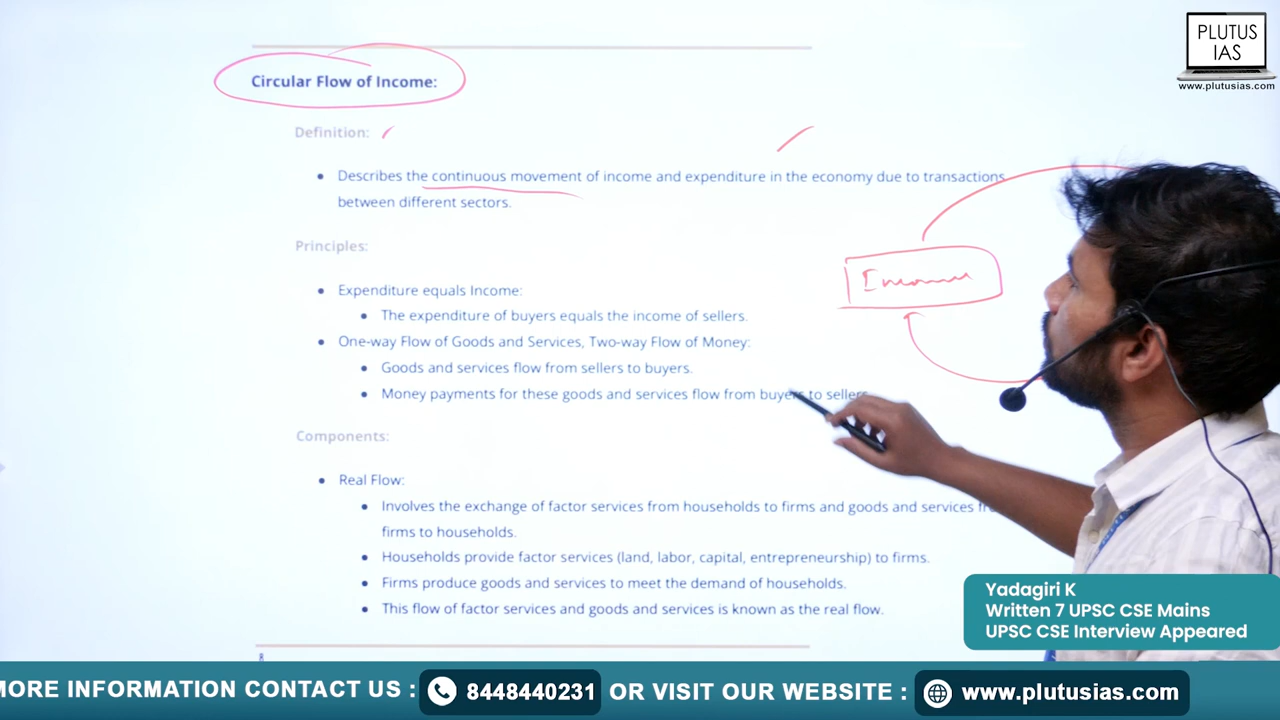 PLUTUS
IAS
www.plutusias.com
Circular Flow of Income:
Definition:
Describes the continuous movement of income and expenditure in the economy due to transactions
between different sectors.
Principles:
Expenditure equals Income:
Income
The expenditure of buyers equals the income of sellers.
One-way Flow of Goods and Services, Two-way Flow of Money:
Goods and services flow from sellers to buyers.
Money payments for these goods and services flow from buyers to sellers
Components:
Real Flow:
Involves the exchange of factor services from households to firms and goods and services
firms to households.
Households provide factor services (land, labor, capital, entrepreneurship) to firms.
Firms produce goods and services to meet the demand of households.
This flow of factor services and goods and services is known as the real flow.
Yadagiri K
Written 7 UPSC CSE Mains
UPSC CSE Interview Appeared
MORE INFORMATION CONTACT US : 8448440231 OR VISIT OUR WEBSITE : www.plutusias.com